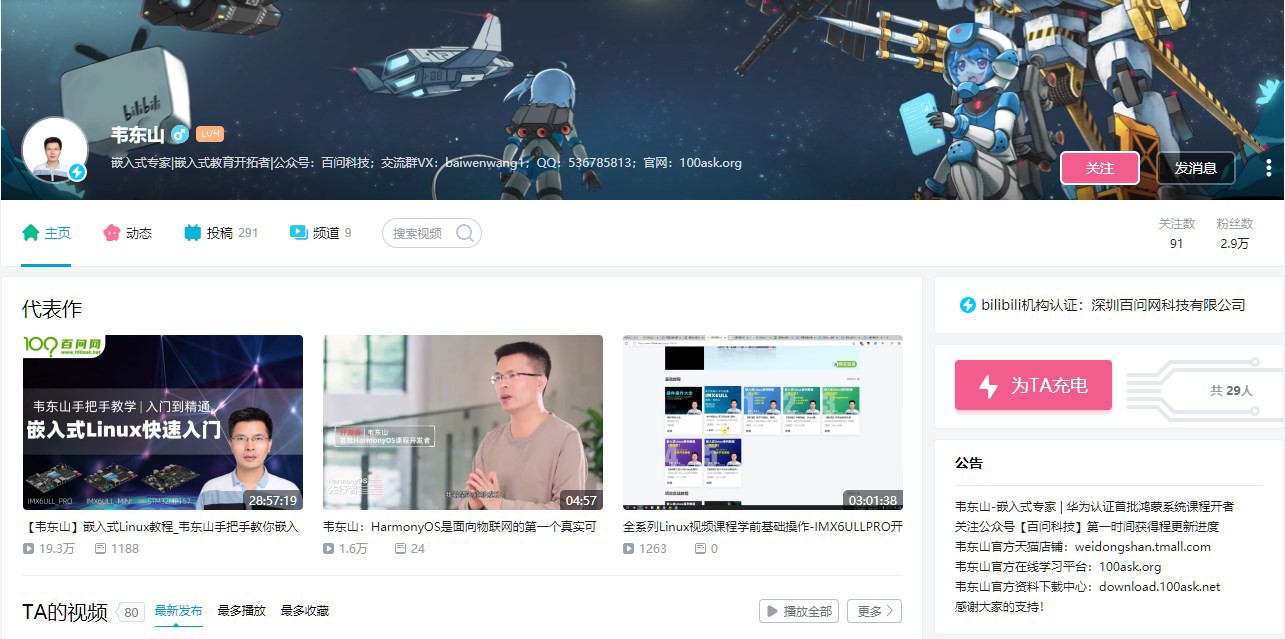 bilibili
韦东山 LV4
嵌入式专家|嵌入式教育开拓者|公众号：百问科技；交流群VX：baiwenwang1；QQ：536785813；官网：100ask.org
关注
发消息
主页 动态 投稿 291 频道 9 搜索视频
关注数 粉丝数
91 2.9万
代表作
100 百问网
www.100ask.net
韦东山手把手教学 | 入门到精通
嵌入式Linux快速入门
IMX6ULL_PRO IMX6ULL-MINI STM32MP157
28:57:19
韦东山
首批HarmonyOS课程开发者
04:57
03:01:38
【韦东山】嵌入式Linux教程_韦东山手把手教你嵌入
19.3万 1188
韦东山：HarmonyOS是面向物联网的第一个真实可
1.6万 24
全系列Linux视频课程学前基础操作-IMX6ULLPRO开
1263 0
TA的视频 80 最新发布 最多播放 最多收藏 播放全部 更多
bilibili机构认证：深圳百问网科技有限公司
为TA充电
共 29人
公告
韦东山-嵌入式专家 | 华为认证首批鸿蒙系统课程开者
关注公众号【百问科技】第一时间获得程更新进度
韦东山官方天猫店铺：weidongshan.tmall.com
韦东山官方在线学习平台：100ask.org
韦东山官方资料下载中心：download.100ask.net
感谢大家的支持！